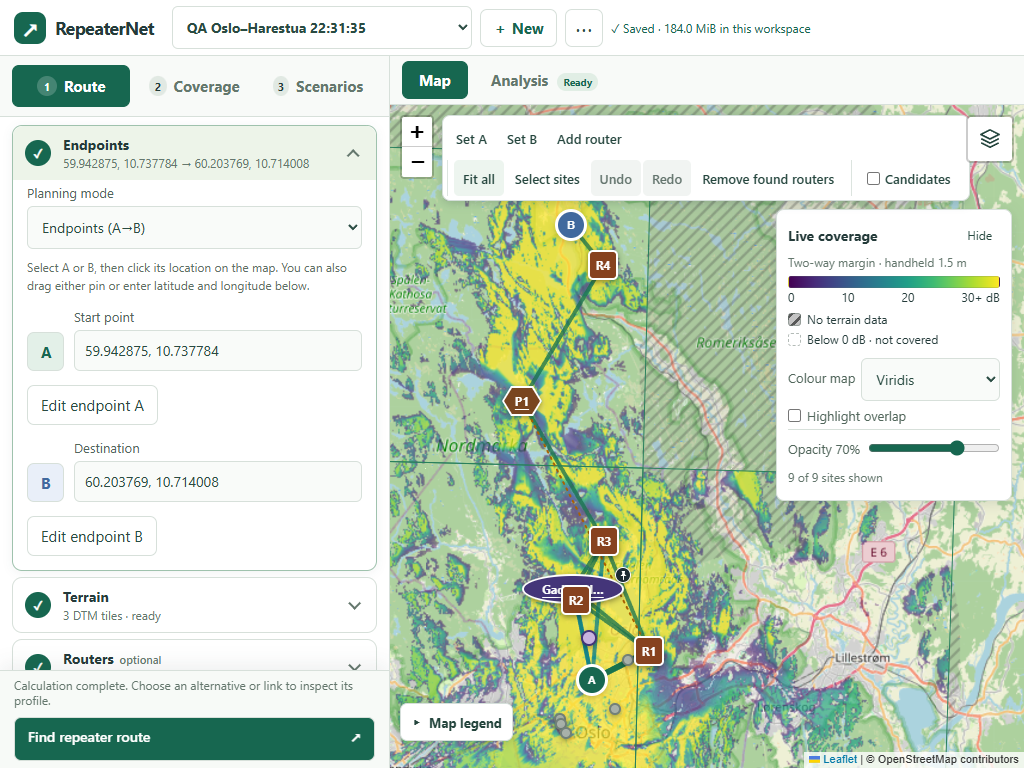 RepeaterNet
QA Oslo–Harestua 22:31:35
+ New
...
✓ Saved · 184.0 MiB in this workspace
1 Route
2 Coverage
3 Scenarios
Map
Analysis Ready
Endpoints
59.942875, 10.737784 → 60.203769, 10.714008
Planning mode
Endpoints (A→B)
Select A or B, then click its location on the map. You can also
drag either pin or enter latitude and longitude below.
Start point
A
59.942875, 10.737784
Edit endpoint A
Destination
B
60.203769, 10.714008
Edit endpoint B
Terrain
3 DTM tiles · ready
Routers optional
Calculation complete. Choose an alternative or link to inspect its
profile.
Find repeater route
+
−
Set A
Set B
Add router
Fit all
Select sites
Undo
Redo
Remove found routers
Candidates
Live coverage
Hide
Two-way margin · handheld 1.5 m
0 10 20 30+ dB
No terrain data
Below 0 dB · not covered
Colour map
Viridis
Highlight overlap
Opacity 70%
9 of 9 sites shown
B
R4
P1
R3
R2
R1
A
E 6
Lillestrøm
Oslo
Map legend
Leaflet | © OpenStreetMap contributors